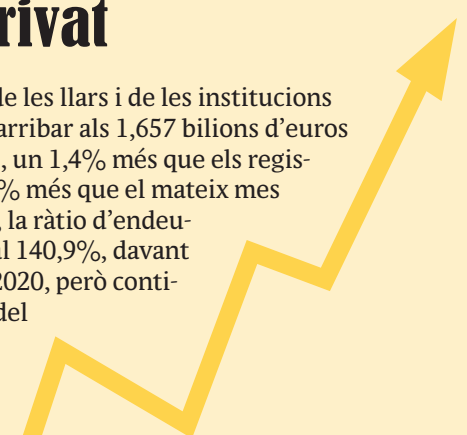 rivat
le les llars i de les institucions
arribar als 1,657 bilions d’euros
, un 1,4% més que els regis-
% més que el mateix mes
, la ràtio d’endeu-
l 140,9%, davant
2020, però conti-
del